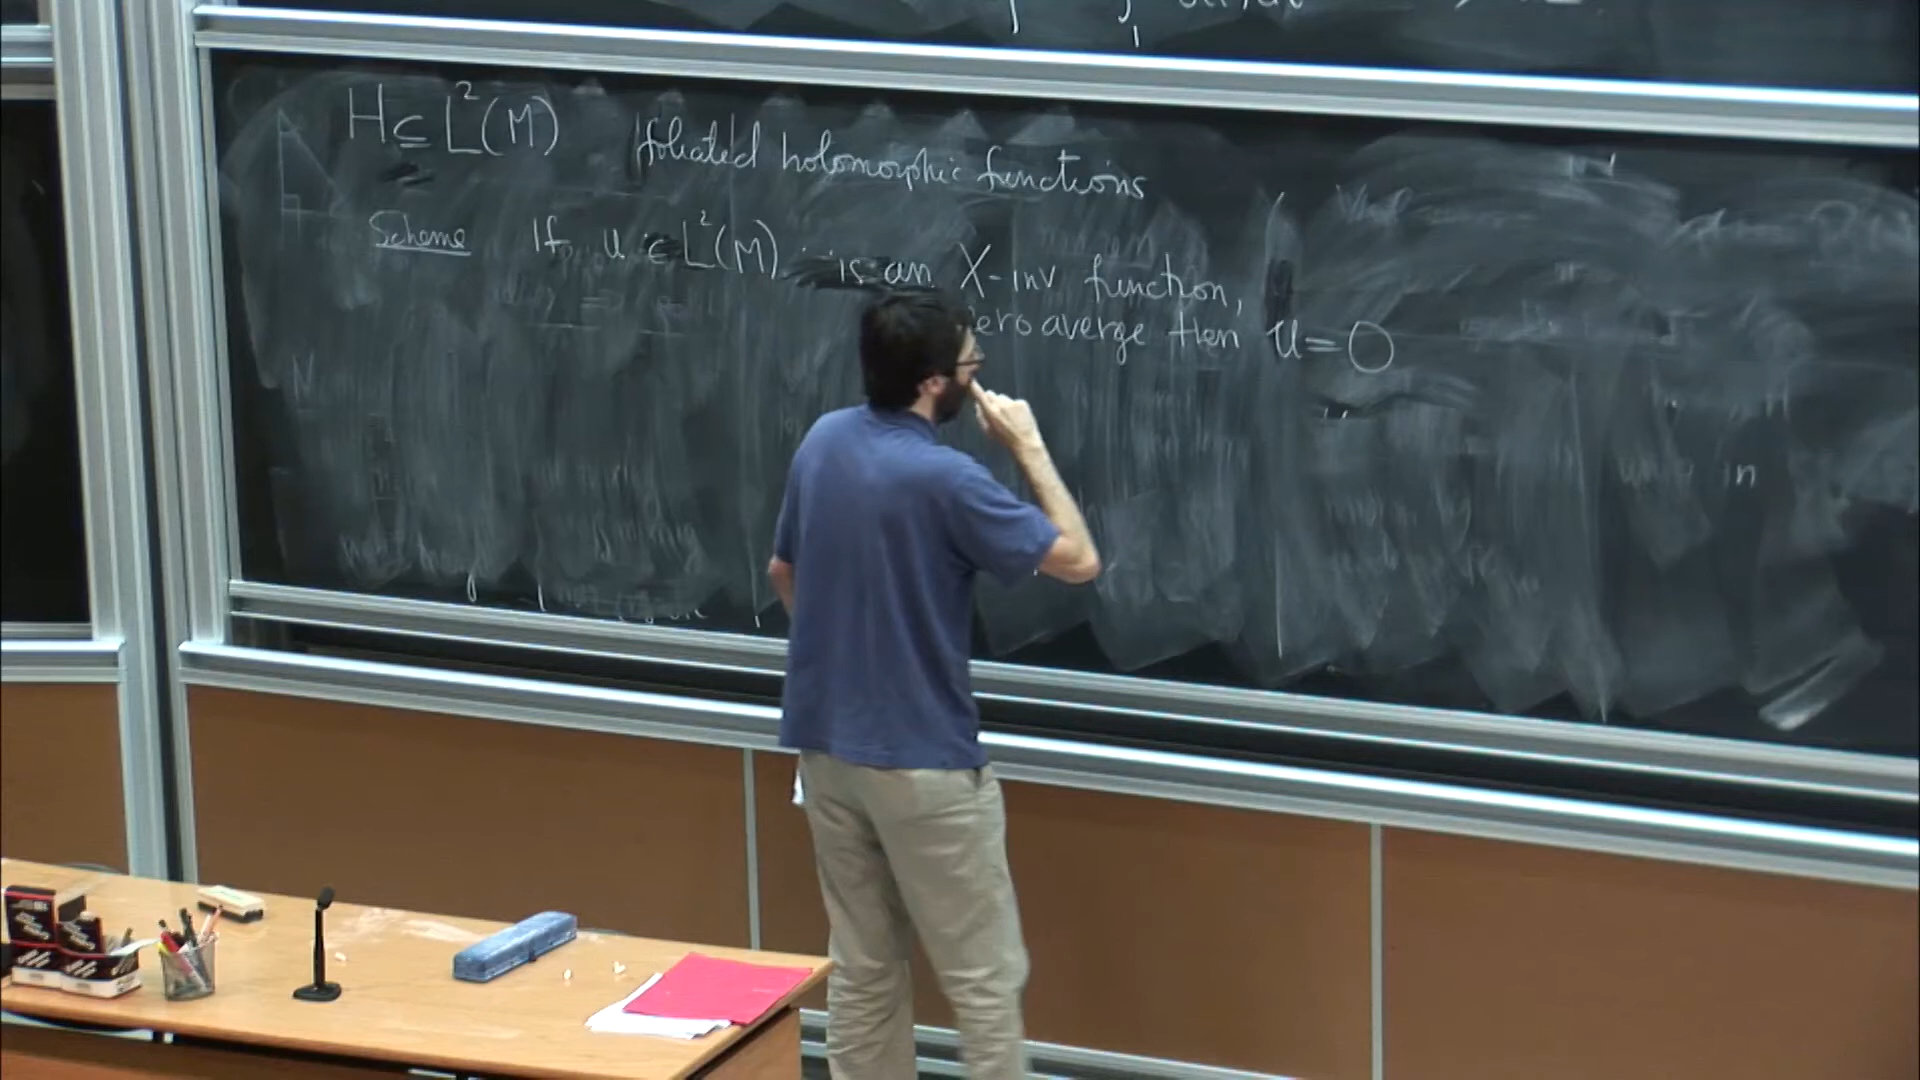 H ⊆ L²(M) foliated holomorphic functions
Scheme If u ∈ L²(M) is an X-inv function,
zero averge then u = 0